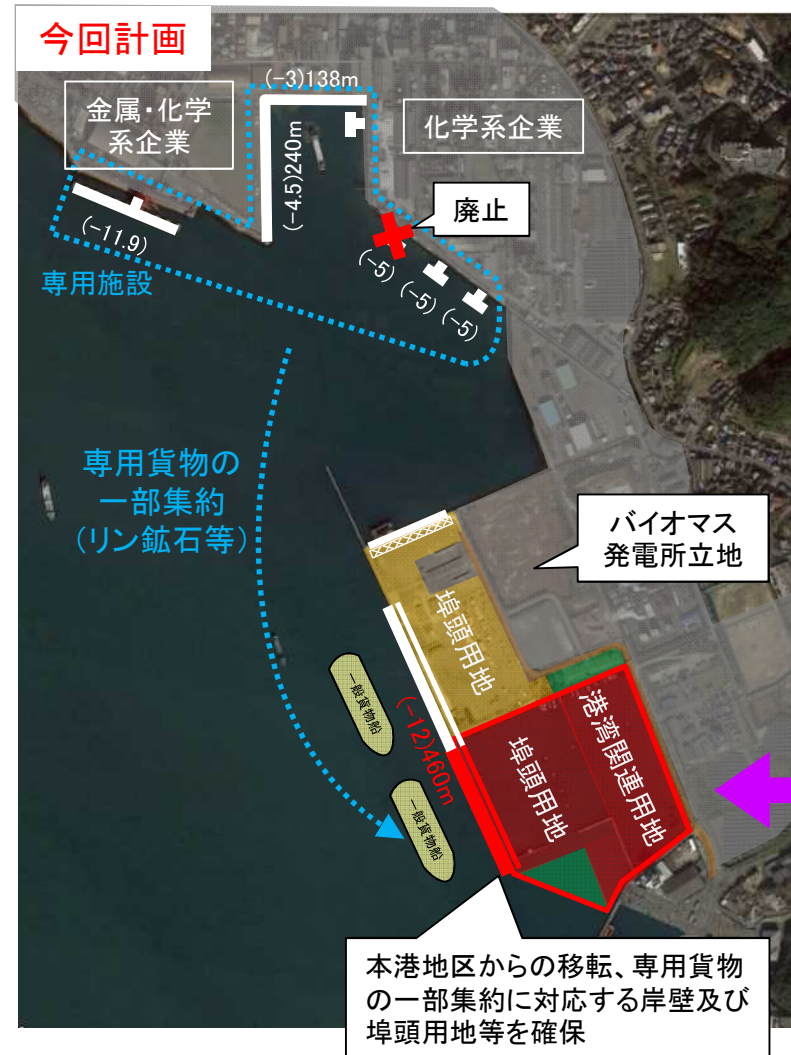 今回計画
金属・化学
系企業
(-3)138m
(-4.5)240m
化学系企業
廃止
(-11.9)
(-5)
(-5)
(-5)
専用施設
専用貨物の
一部集約
(リン鉱石等)
バイオマス
発電所立地
埠頭用地
一般貨物船
(-12)460m
一般貨物船
埠頭用地
港湾関連用地
本港地区からの移転、専用貨物
の一部集約に対応する岸壁及び
埠頭用地等を確保